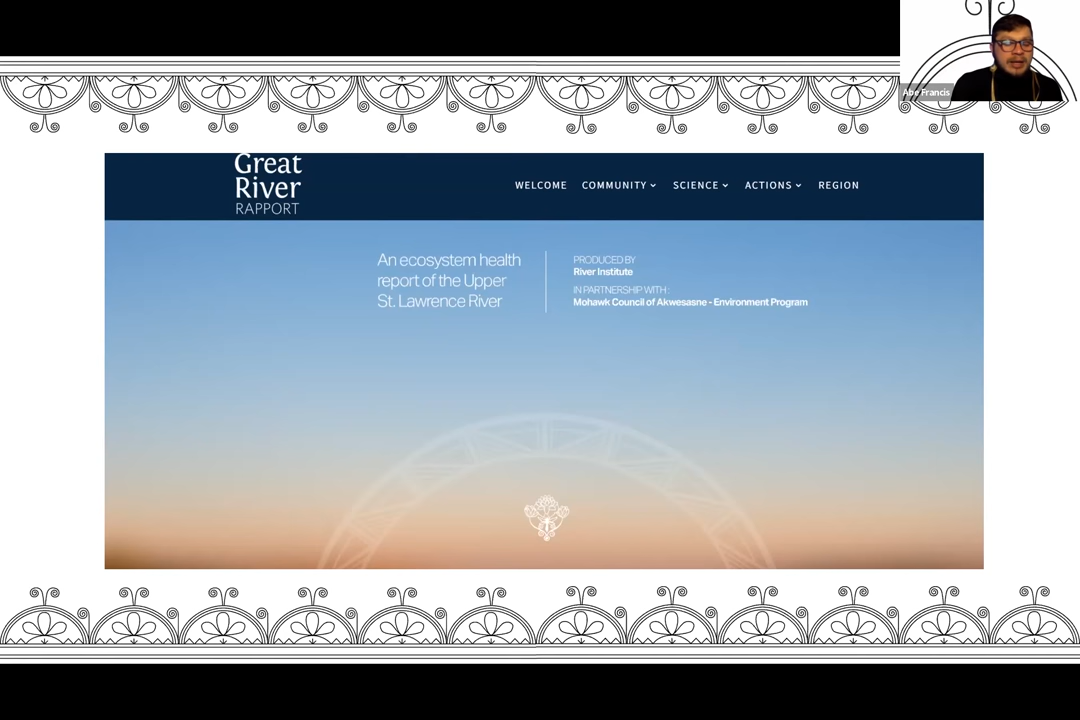 Abe Francis
Great
River
RAPPORT
WELCOME COMMUNITY SCIENCE ACTIONS REGION
An ecosystem health
report of the Upper
St. Lawrence River
PRODUCED BY
River Institute
IN PARTNERSHIP WITH :
Mohawk Council of Akwesasne - Environment Program